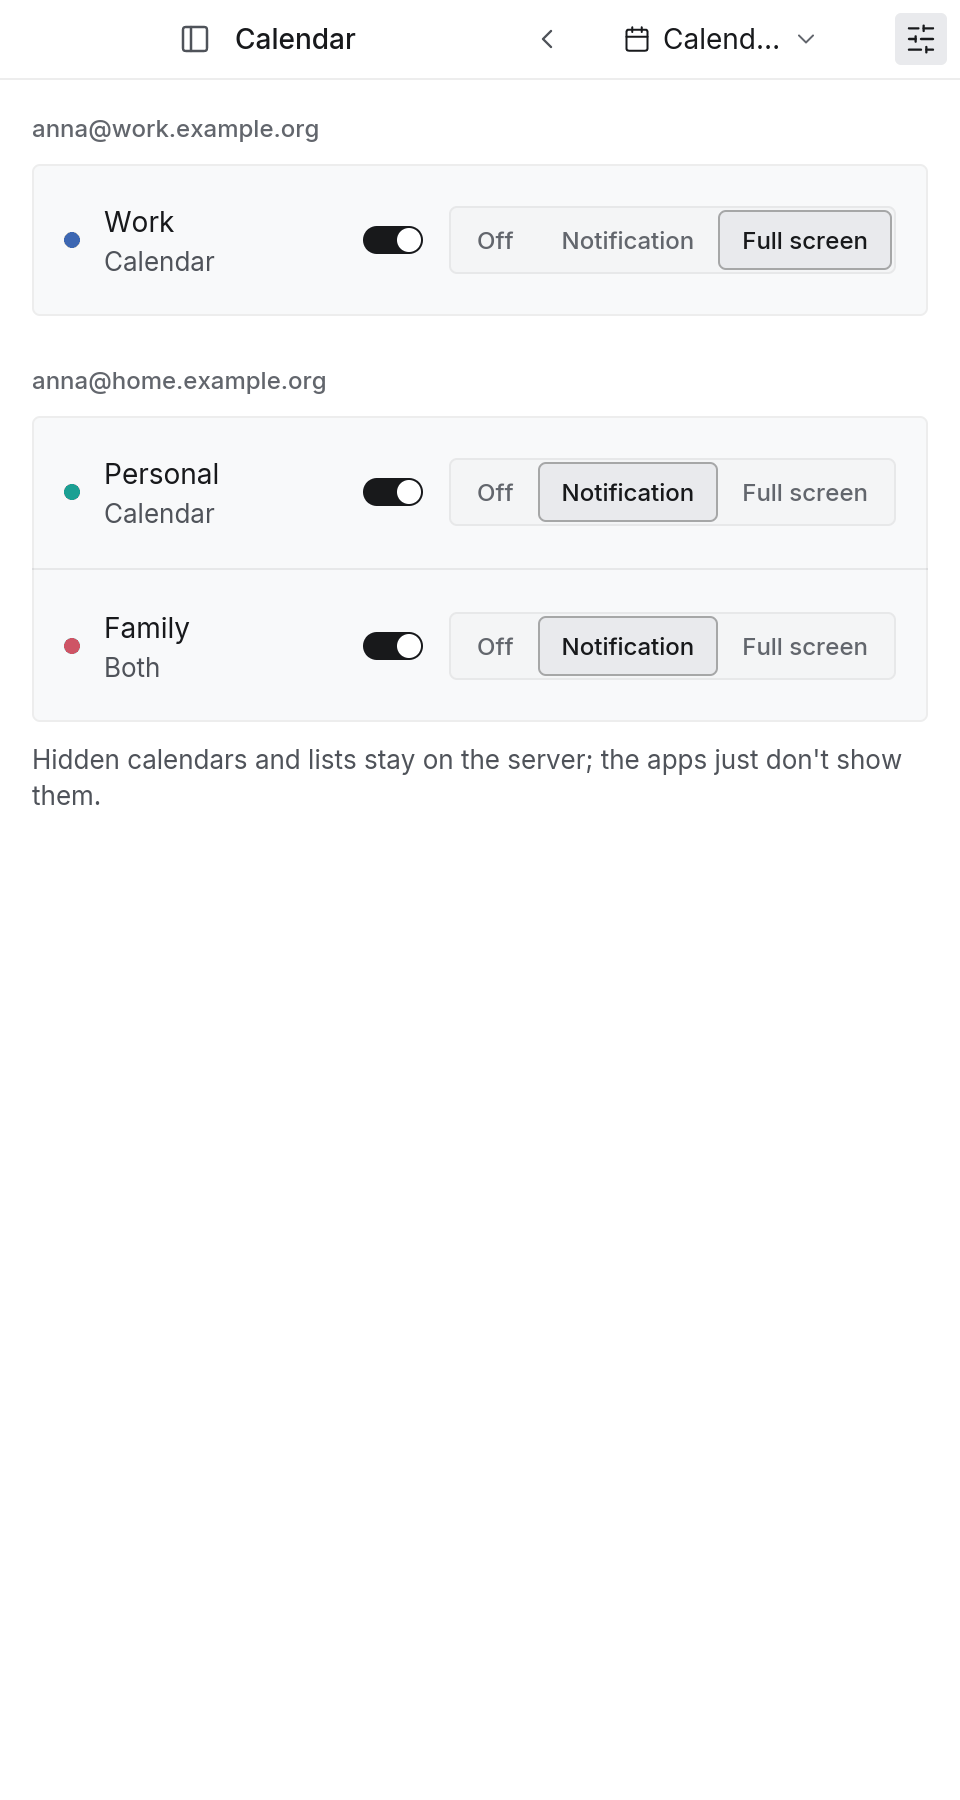 Calendar
Calend...
anna@work.example.org
Work
Calendar
Off Notification Full screen
anna@home.example.org
Personal
Calendar
Off Notification Full screen
Family
Both
Off Notification Full screen
Hidden calendars and lists stay on the server; the apps just don't show
them.